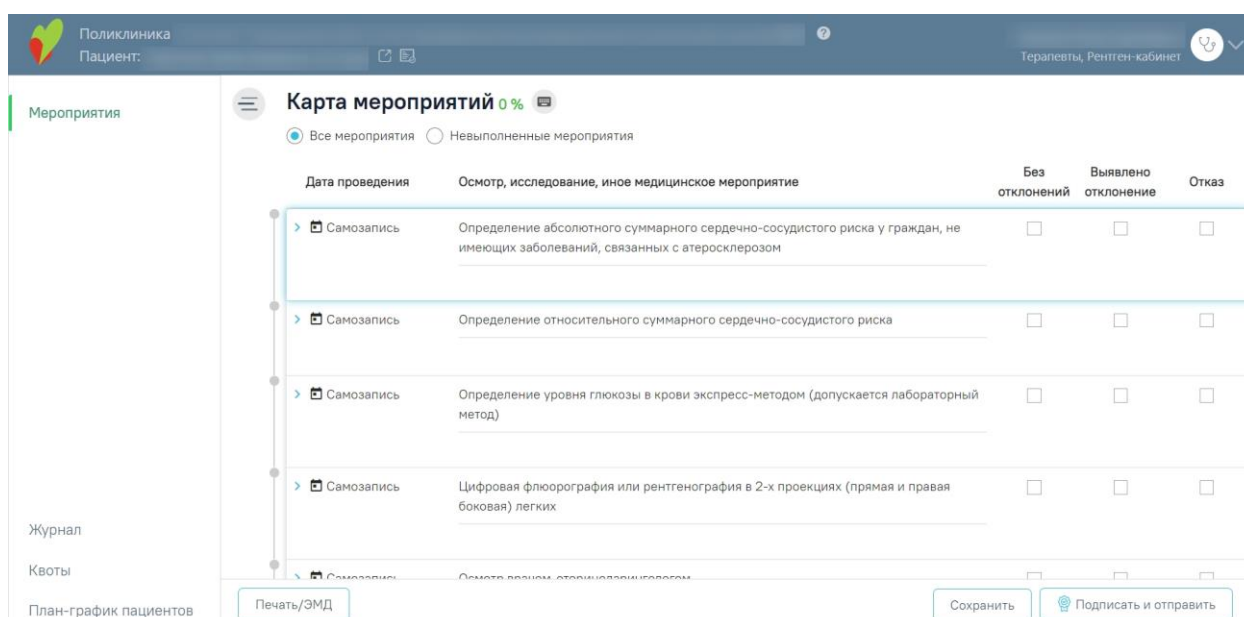 Поликлиника
Пациент:
Терапевты, Рентген-кабинет
Мероприятия
Карта мероприятий 0 %
Все мероприятия Невыполненные мероприятия
Дата проведения Осмотр, исследование, иное медицинское мероприятие Без отклонений Выявлено отклонение Отказ
Самозапись Определение абсолютного суммарного сердечно-сосудистого риска у граждан, не
имеющих заболеваний, связанных с атеросклерозом
Самозапись Определение относительного суммарного сердечно-сосудистого риска
Самозапись Определение уровня глюкозы в крови экспресс-методом (допускается лабораторный
метод)
Самозапись Цифровая флюорография или рентгенография в 2-х проекциях (прямая и правая
боковая) легких
Самозапись Осмотр врачом-оториноларингологом
Журнал
Квоты
План-график пациентов
Печать/ЭМД Сохранить Подписать и отправить